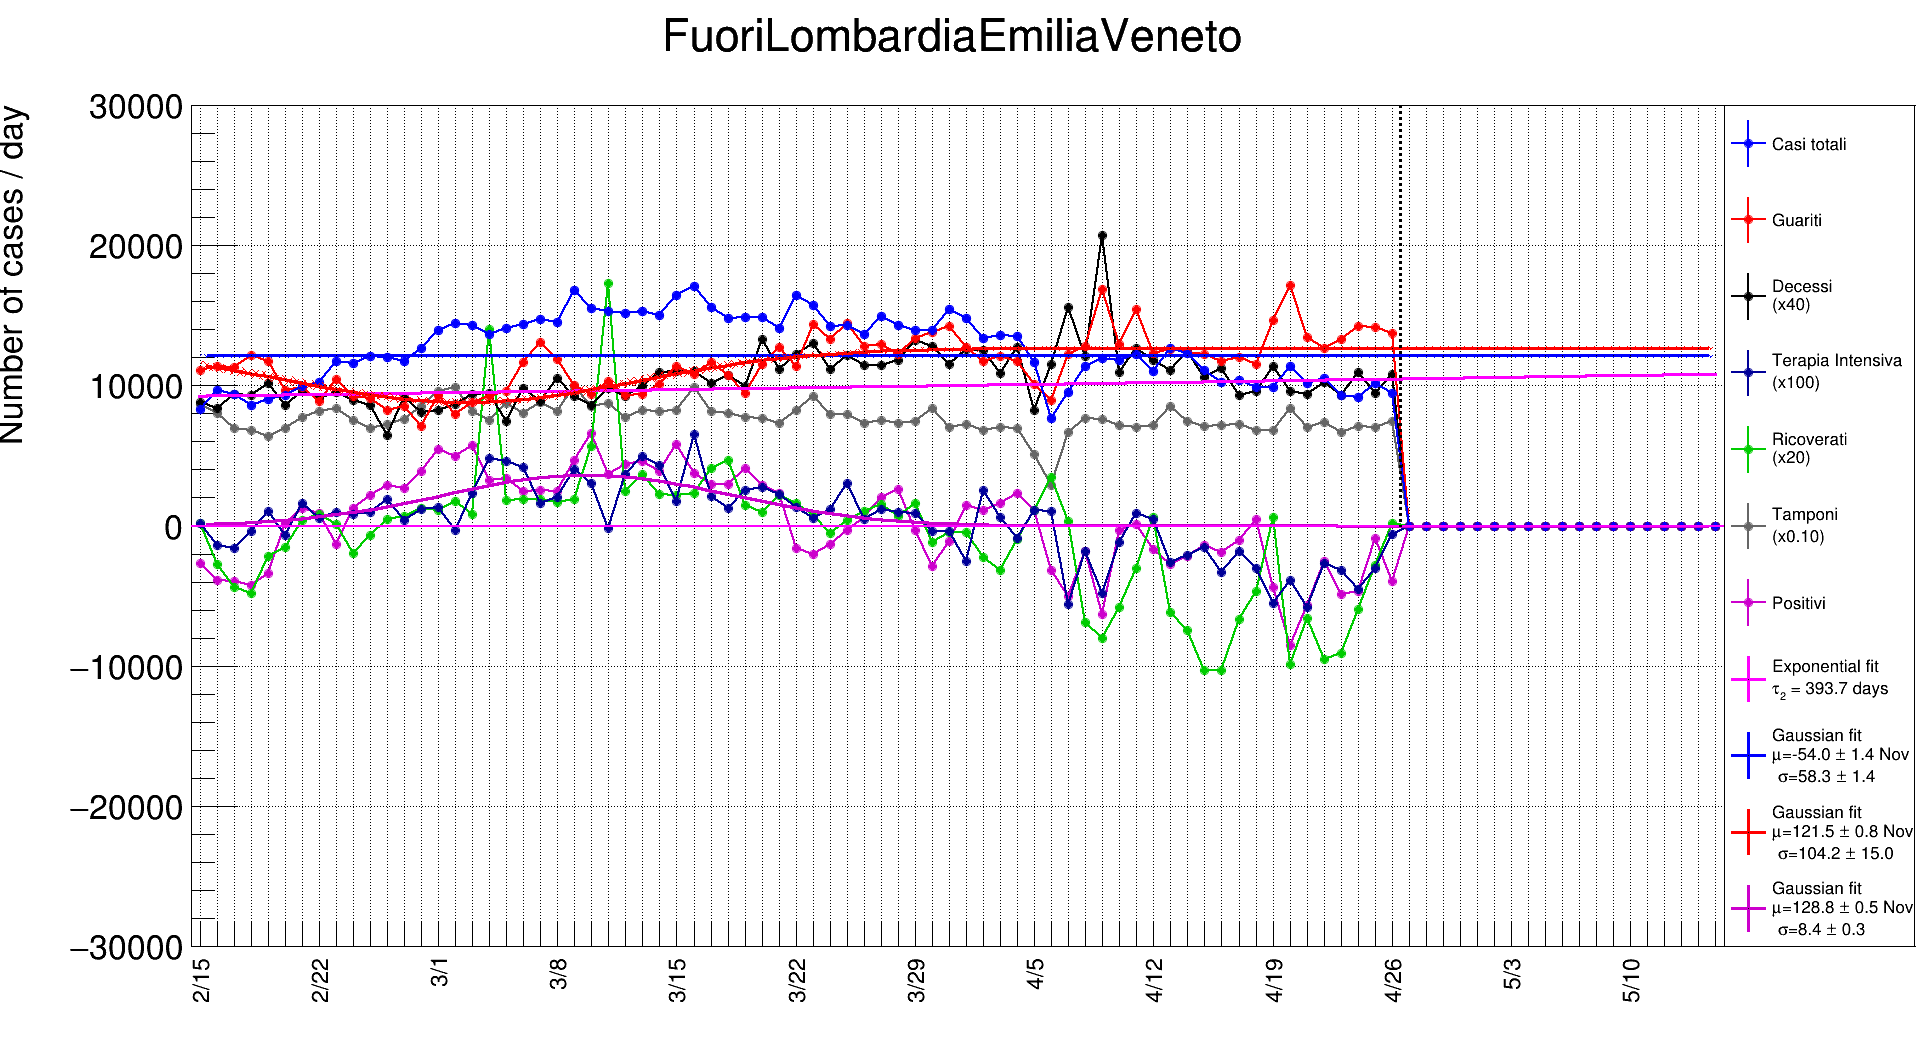 FuoriLombardiaEmiliaVeneto
Number of cases / day
30000
20000
10000
0
−10000
−20000
−30000
2/15
2/22
3/1
3/8
3/15
3/22
3/29
4/5
4/12
4/19
4/26
5/3
5/10
Casi totali
Guariti
Decessi
(x40)
Terapia Intensiva
(x100)
Ricoverati
(x20)
Tamponi
(x0.10)
Positivi
Exponential fit
τ2 = 393.7 days
Gaussian fit
μ=-54.0 ± 1.4 Nov
σ=58.3 ± 1.4
Gaussian fit
μ=121.5 ± 0.8 Nov
σ=104.2 ± 15.0
Gaussian fit
μ=128.8 ± 0.5 Nov
σ=8.4 ± 0.3